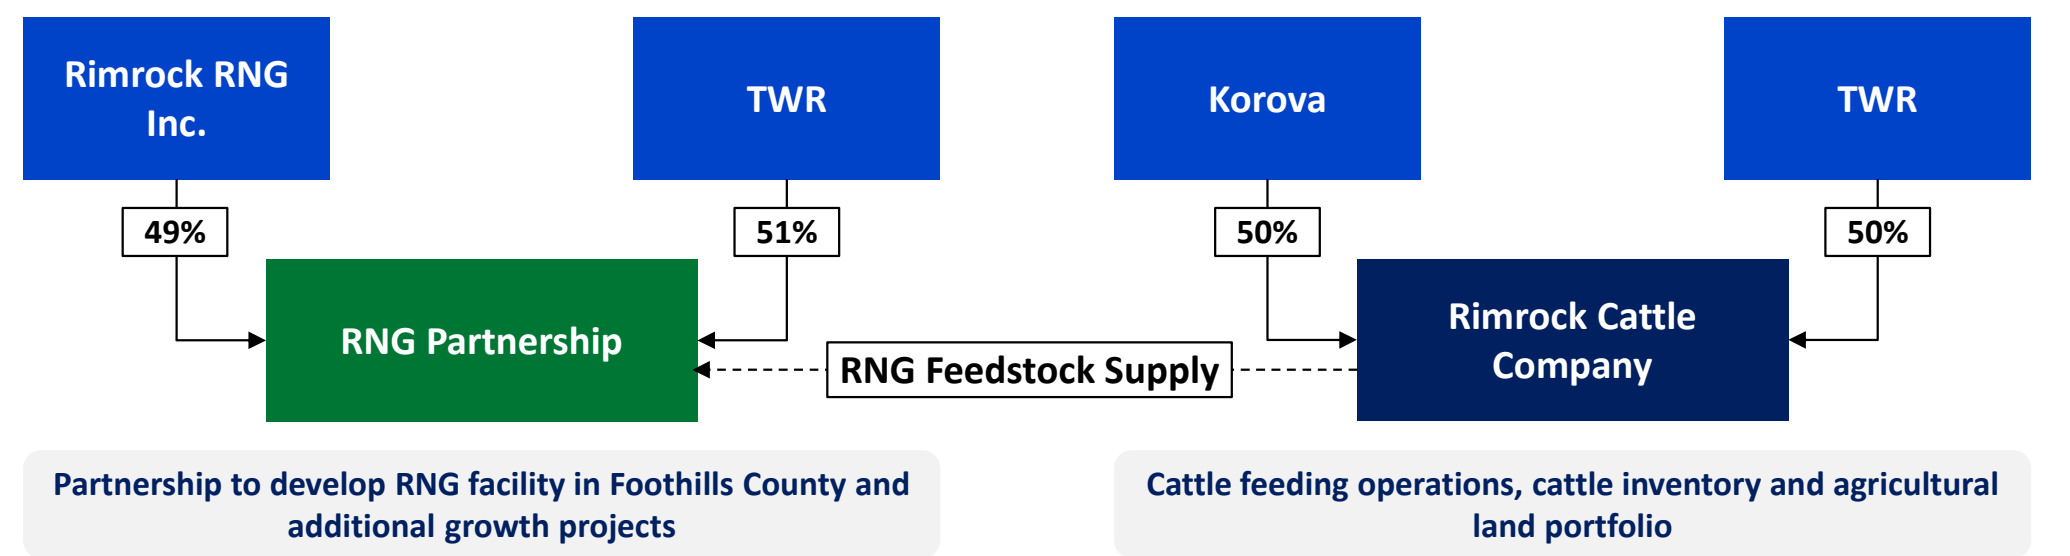 Rimrock RNG
Inc.
TWR
Korova
TWR
49%
51%
50%
50%
RNG Partnership
RNG Feedstock Supply
Rimrock Cattle
Company
Partnership to develop RNG facility in Foothills County and
additional growth projects
Cattle feeding operations, cattle inventory and agricultural
land portfolio